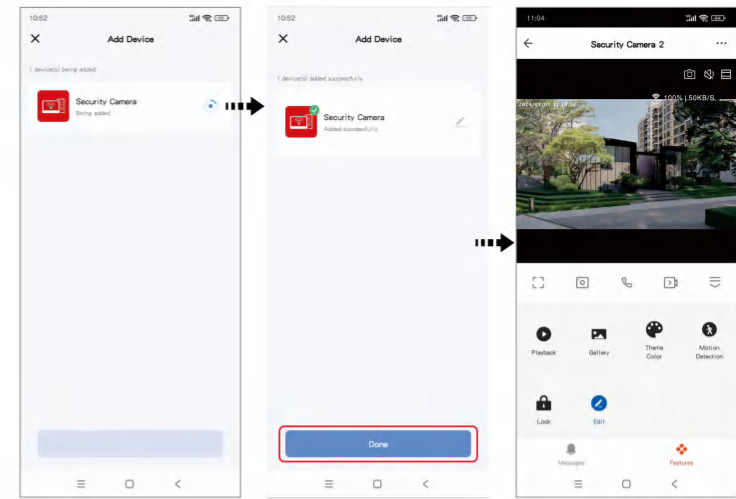 10:52
Add Device
1 device(s) being added
Security Camera
Being added
10:52
Add Device
1 device(s) added successfully
Security Camera
Added successfully
Done
11:04
Security Camera 2
100% | 50KB/S
Playback
Gallery
Theme Color
Motion Detection
Lock
Edit
Messages
Features